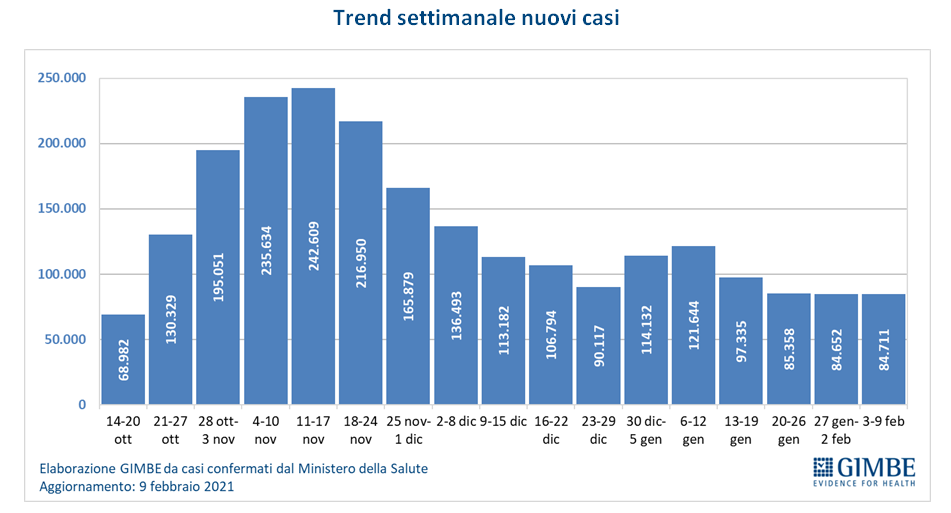 Trend settimanale nuovi casi
250.000
200.000
150.000
100.000
50.000
0
68.982
130.329
195.051
235.634
242.609
216.950
165.879
136.493
113.182
106.794
90.117
114.132
121.644
97.335
85.358
84.652
84.711
14-20 ott
21-27 ott
28 ott-3 nov
4-10 nov
11-17 nov
18-24 nov
25 nov-1 dic
2-8 dic
9-15 dic
16-22 dic
23-29 dic
30 dic-5 gen
6-12 gen
13-19 gen
20-26 gen
27 gen-2 feb
3-9 feb
Elaborazione GIMBE da casi confermati dal Ministero della Salute
Aggiornamento: 9 febbraio 2021
GIMBE
EVIDENCE FOR HEALTH